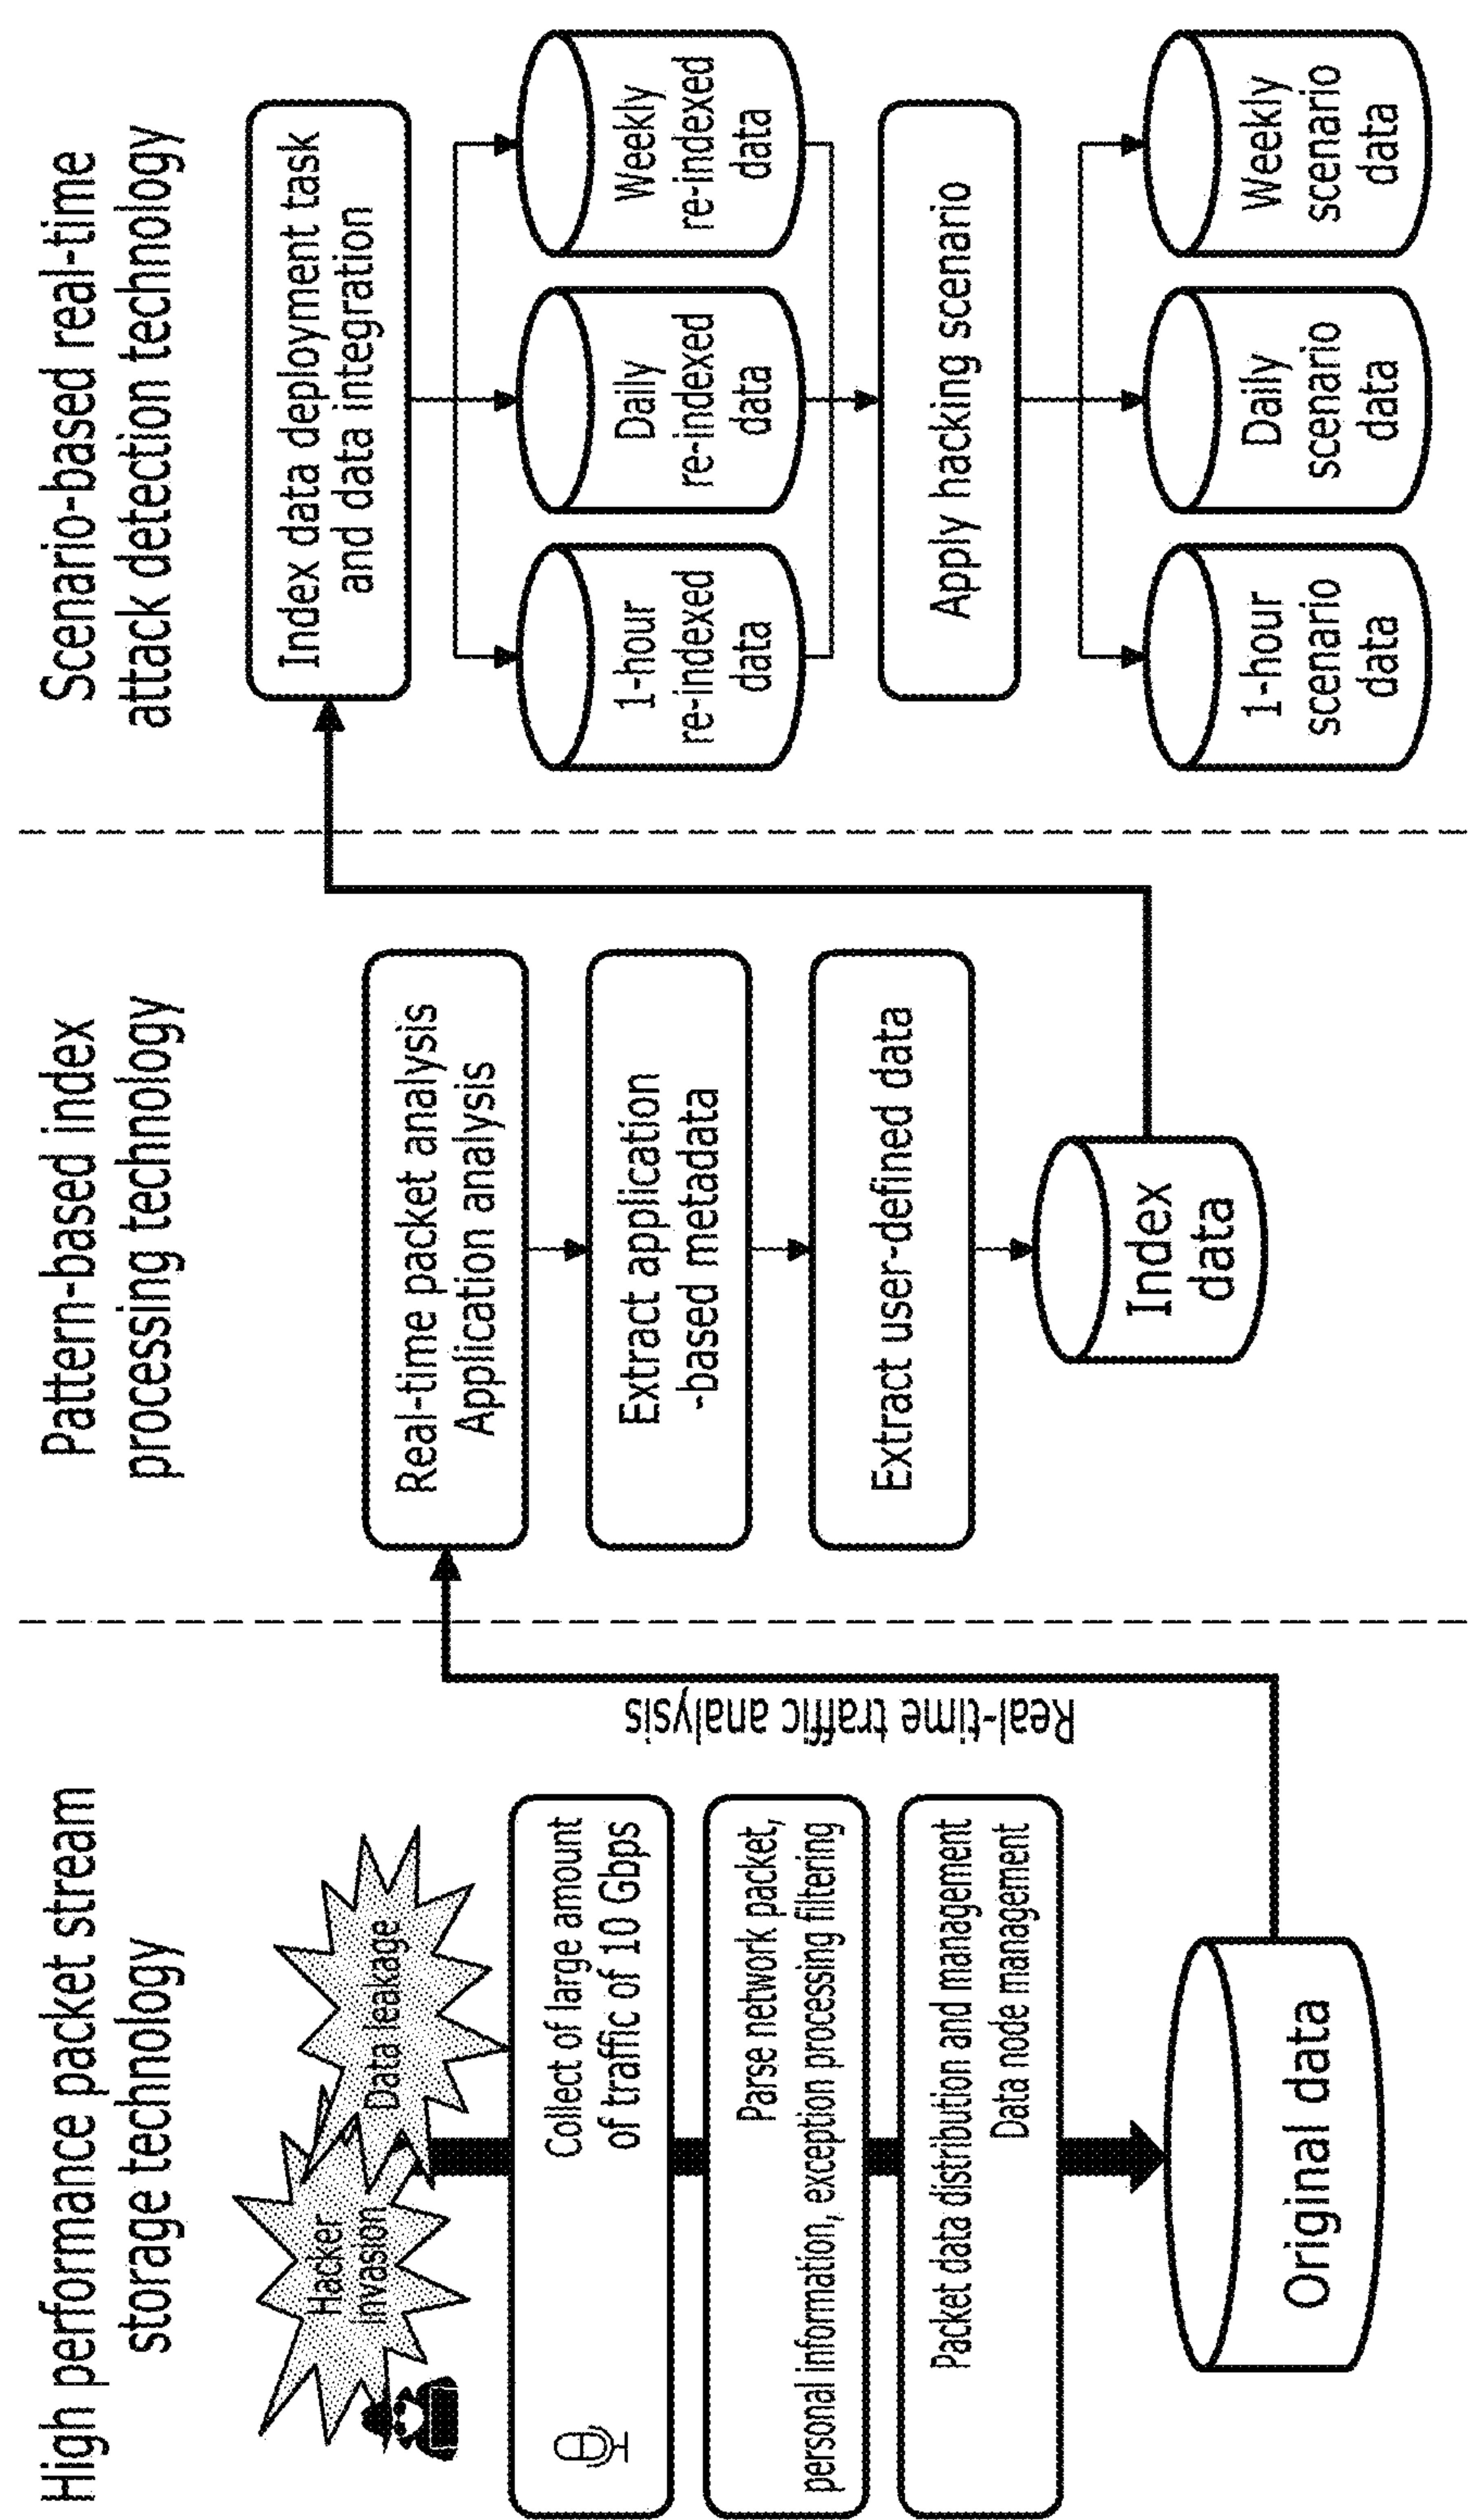 High performance packet stream
storage technology
Hacker
invasion
Data leakage
Collect of large amount
of traffic of 10 Gbps
Parse network packet,
personal information, exception processing filtering
Packet data distribution and management
Data node management
Original data
Real-time traffic analysis
Pattern-based index
processing technology
Real-time packet analysis
Application analysis
Extract application
-based metadata
Extract user-defined data
Index
data
Scenario-based real-time
attack detection technology
Index data deployment task
and data integration
1-hour
re-indexed
data
Daily
re-indexed
data
Weekly
re-indexed
data
Apply hacking scenario
1-hour
scenario
data
Daily
scenario
data
Weekly
scenario
data